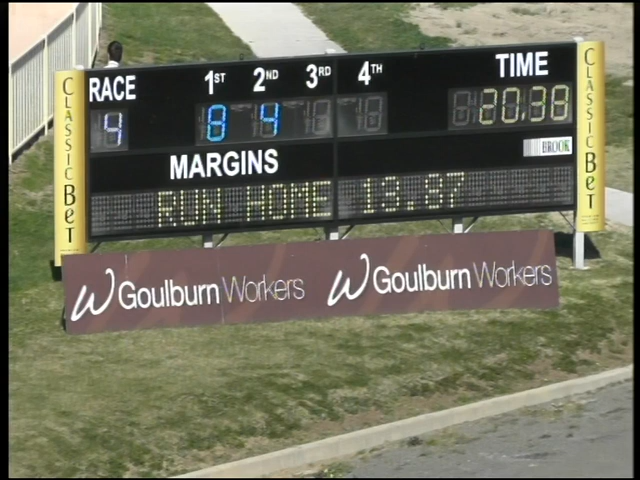 RACE 1ST 2ND 3RD 4TH TIME
4 8 4 20.38
BROOK
MARGINS
RUN HOME 13.87
CLASSIC BeT
CLASSIC BeT
W Goulburn Workers W Goulburn Workers